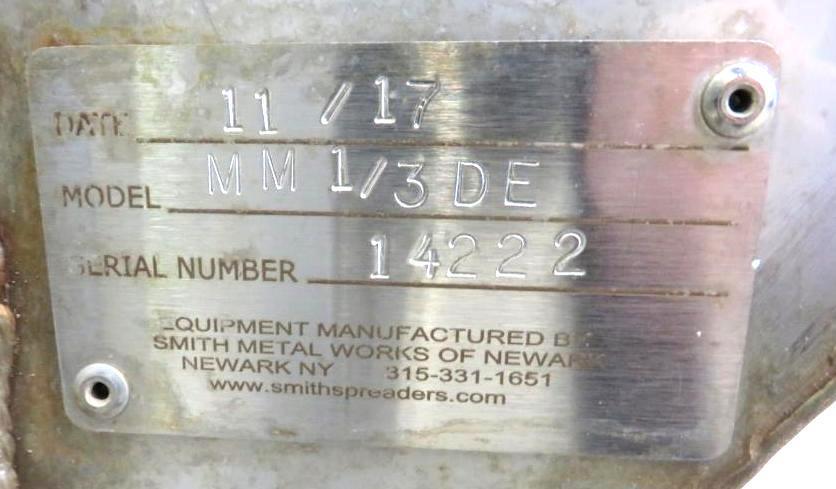 DATE 11/17
MODEL MM 1/3 DE
SERIAL NUMBER 14222
EQUIPMENT MANUFACTURED BY
SMITH METAL WORKS OF NEWARK
NEWARK NY 315-331-1651
www.smithspreaders.com